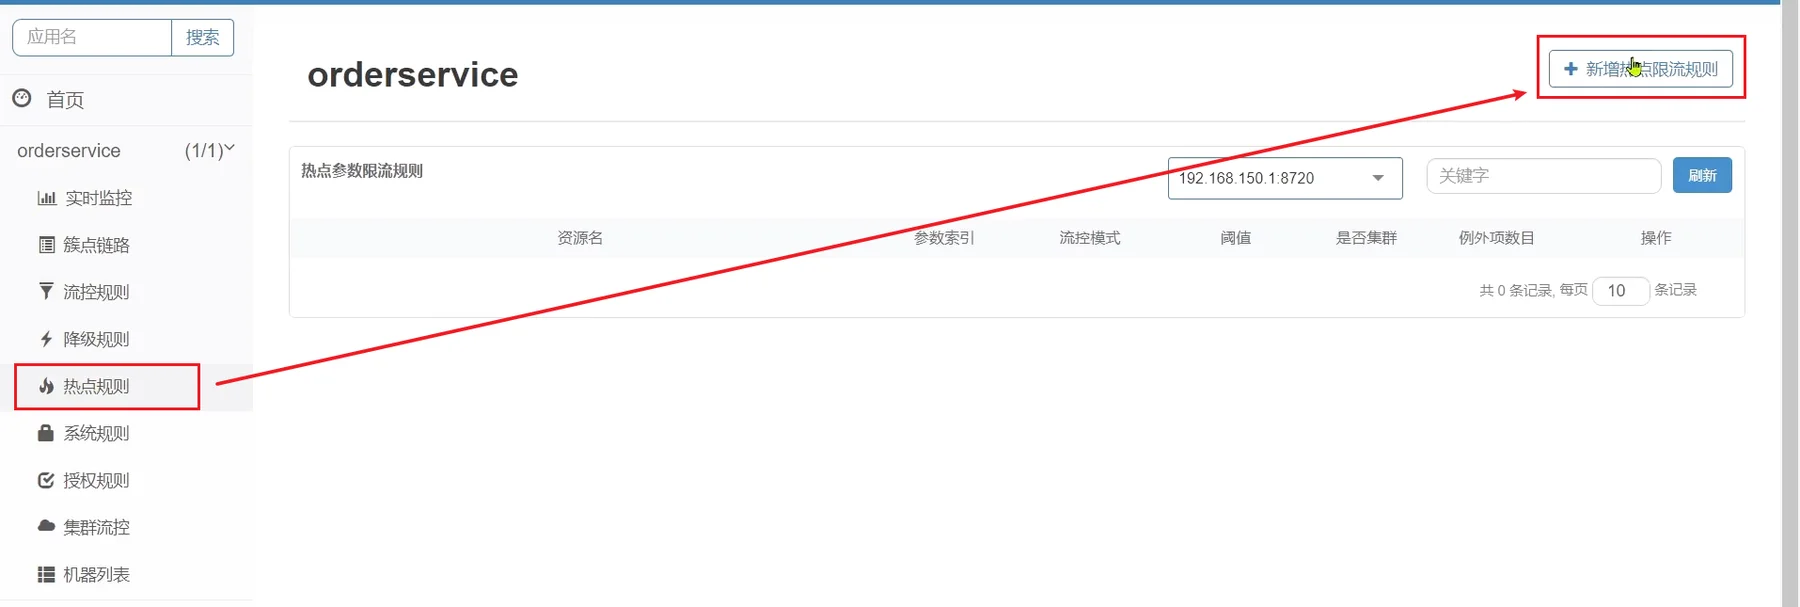 应用名 搜索
首页
orderservice (1/1)
实时监控
簇点链路
流控规则
降级规则
热点规则
系统规则
授权规则
集群流控
机器列表
orderservice
新增热点限流规则
热点参数限流规则 192.168.150.1:8720 关键字 刷新
资源名 参数索引 流控模式 阈值 是否集群 例外项数目 操作
共 0 条记录, 每页 10 条记录